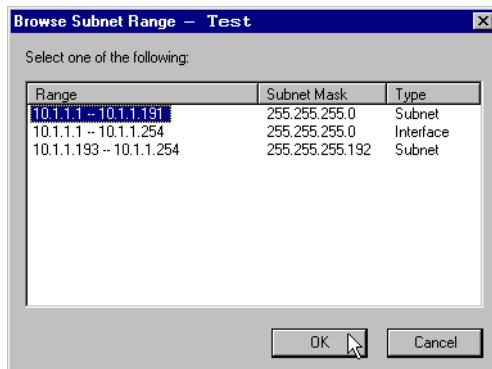 Browse Subnet Range – Test
Select one of the following:
Range Subnet Mask Type
10.1.1.1 -- 10.1.1.191 255.255.255.0 Subnet
10.1.1.1 -- 10.1.1.254 255.255.255.0 Interface
10.1.1.193 -- 10.1.1.254 255.255.255.192 Subnet
OK Cancel